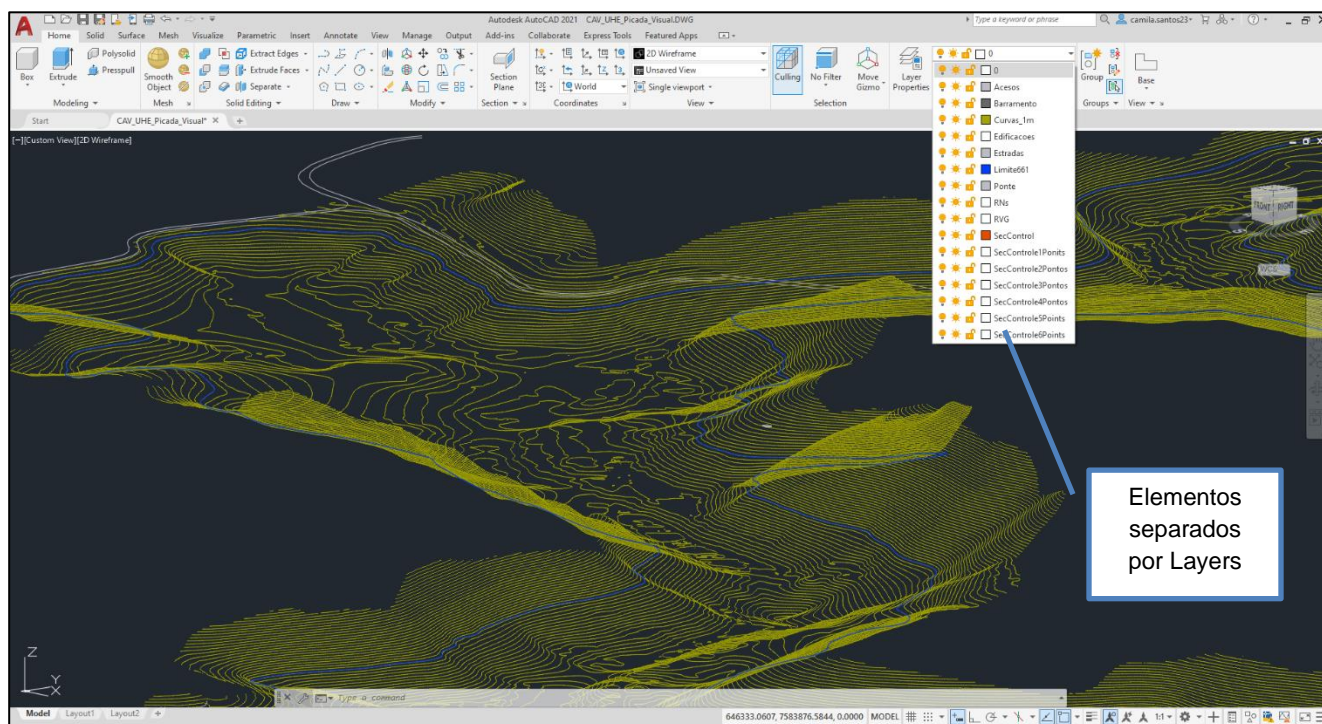 Autodesk AutoCAD 2021 CAV_UHE_Picada_Visual.DWG
Type a keyword or phrase
camila.santos23
Home Solid Surface Mesh Visualize Parametric Insert Annotate View Manage Output Add-ins Collaborate Express Tools Featured Apps
Box
Extrude
Polysolid
Presspull
Smooth
Object
Extract Edges
Extrude Faces
Separate
Section
Plane
World
2D Wireframe
Unsaved View
Single viewport
Culling
No Filter
Move
Gizmo
Layer
Properties
0
Group
Base
Modeling
Mesh
Solid Editing
Draw
Modify
Section
Coordinates
View
Selection
Groups
View
Start
CAV_UHE_Picada_Visual*
[−][Custom View][2D Wireframe]
0
Acesos
Barramento
Curvas_1m
Edificacoes
Estradas
Limite661
Ponte
RNs
RVG
SecControl
SecControle1Ponits
SecControle2Pontos
SecControle3Pontos
SecControle4Pontos
SecControle5Points
SecControle6Points
FRONT
RIGHT
WCS
Elementos
separados
por Layers
Z
Y
X
Type a command
Model Layout1 Layout2 +
646333.0607, 7583876.5844, 0.0000 MODEL
1:1